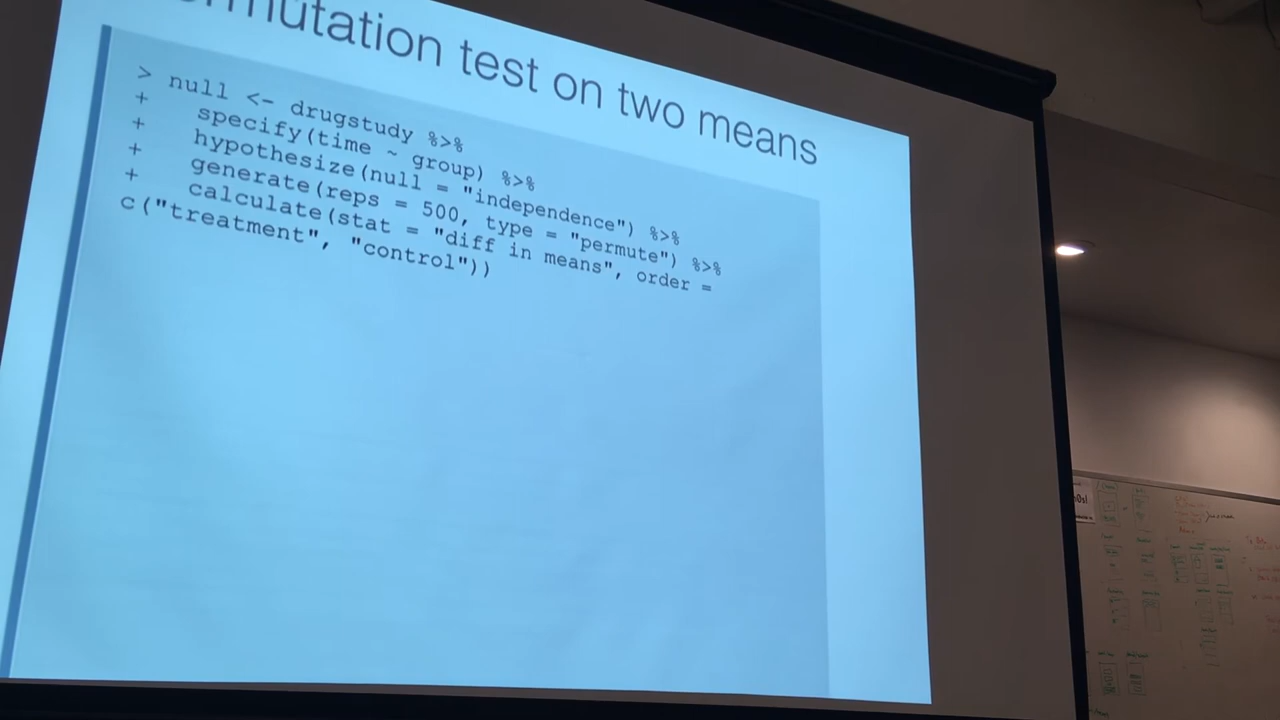 rmutation test on two means
> null <- drugstudy %>%
+ specify(time ~ group) %>%
+ hypothesize(null = "independence") %>%
+ generate(reps = 500, type = "permute") %>%
+ calculate(stat = "diff in means", order =
c("treatment", "control"))